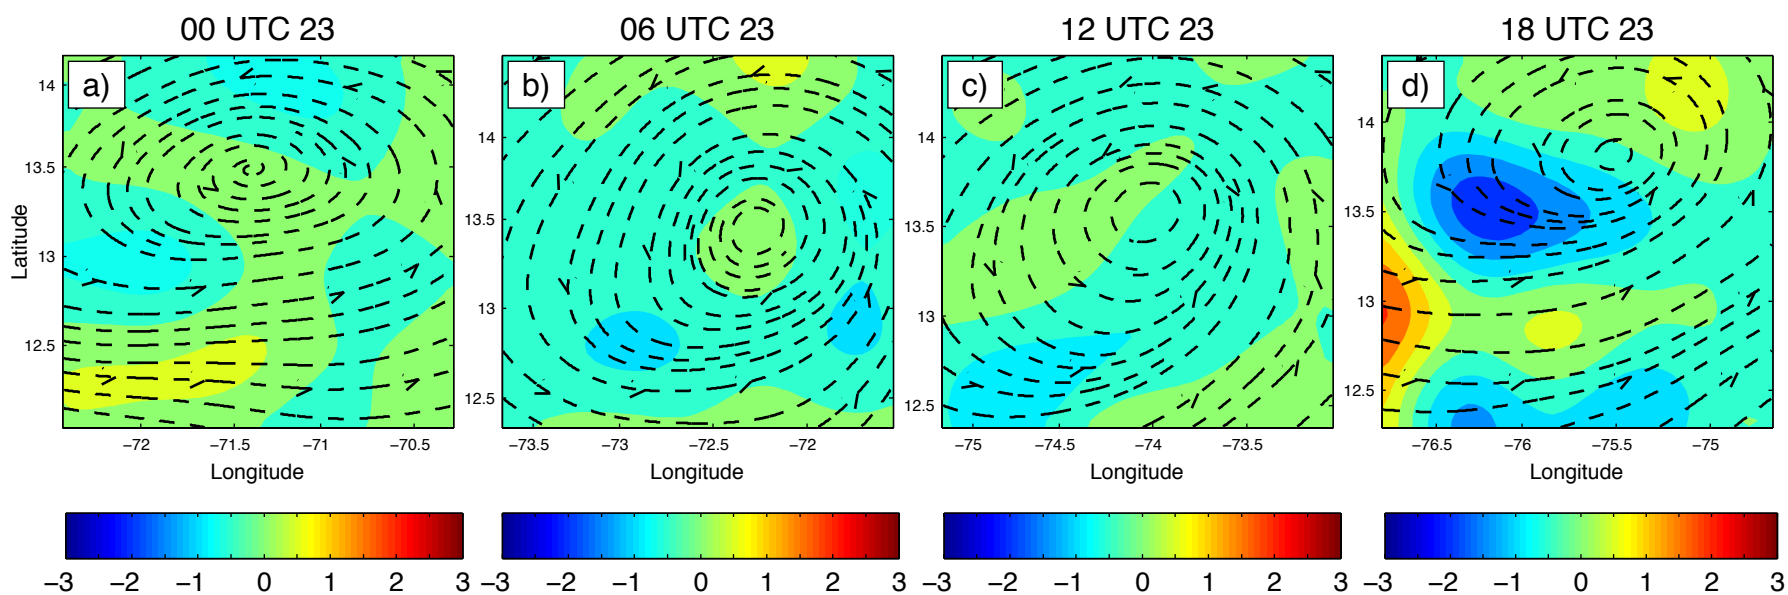 00 UTC 23
06 UTC 23
12 UTC 23
18 UTC 23
a)
b)
c)
d)
Latitude
14
13.5
13
12.5
−72
−71.5
−71
−70.5
Longitude
14
13.5
13
12.5
−73.5
−73
−72.5
−72
Longitude
14
13.5
13
12.5
−75
−74.5
−74
−73.5
Longitude
14
13.5
13
12.5
−76.5
−76
−75.5
−75
Longitude
−3 −2 −1 0 1 2 3
−3 −2 −1 0 1 2 3
−3 −2 −1 0 1 2 3
−3 −2 −1 0 1 2 3